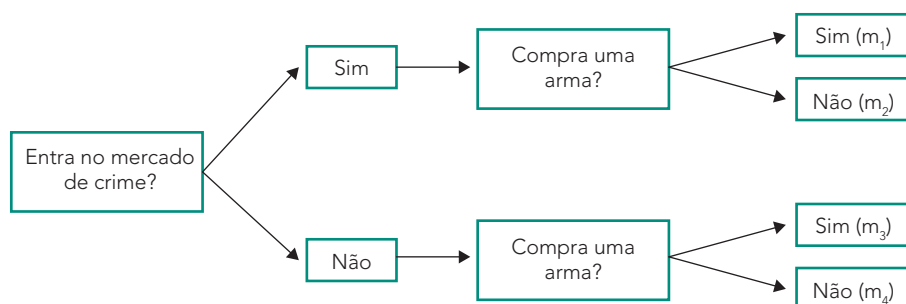 Entra no mercado
de crime?
Sim
Compra uma
arma?
Sim (m₁)
Não (m₂)
Não
Compra uma
arma?
Sim (m₃)
Não (m₄)